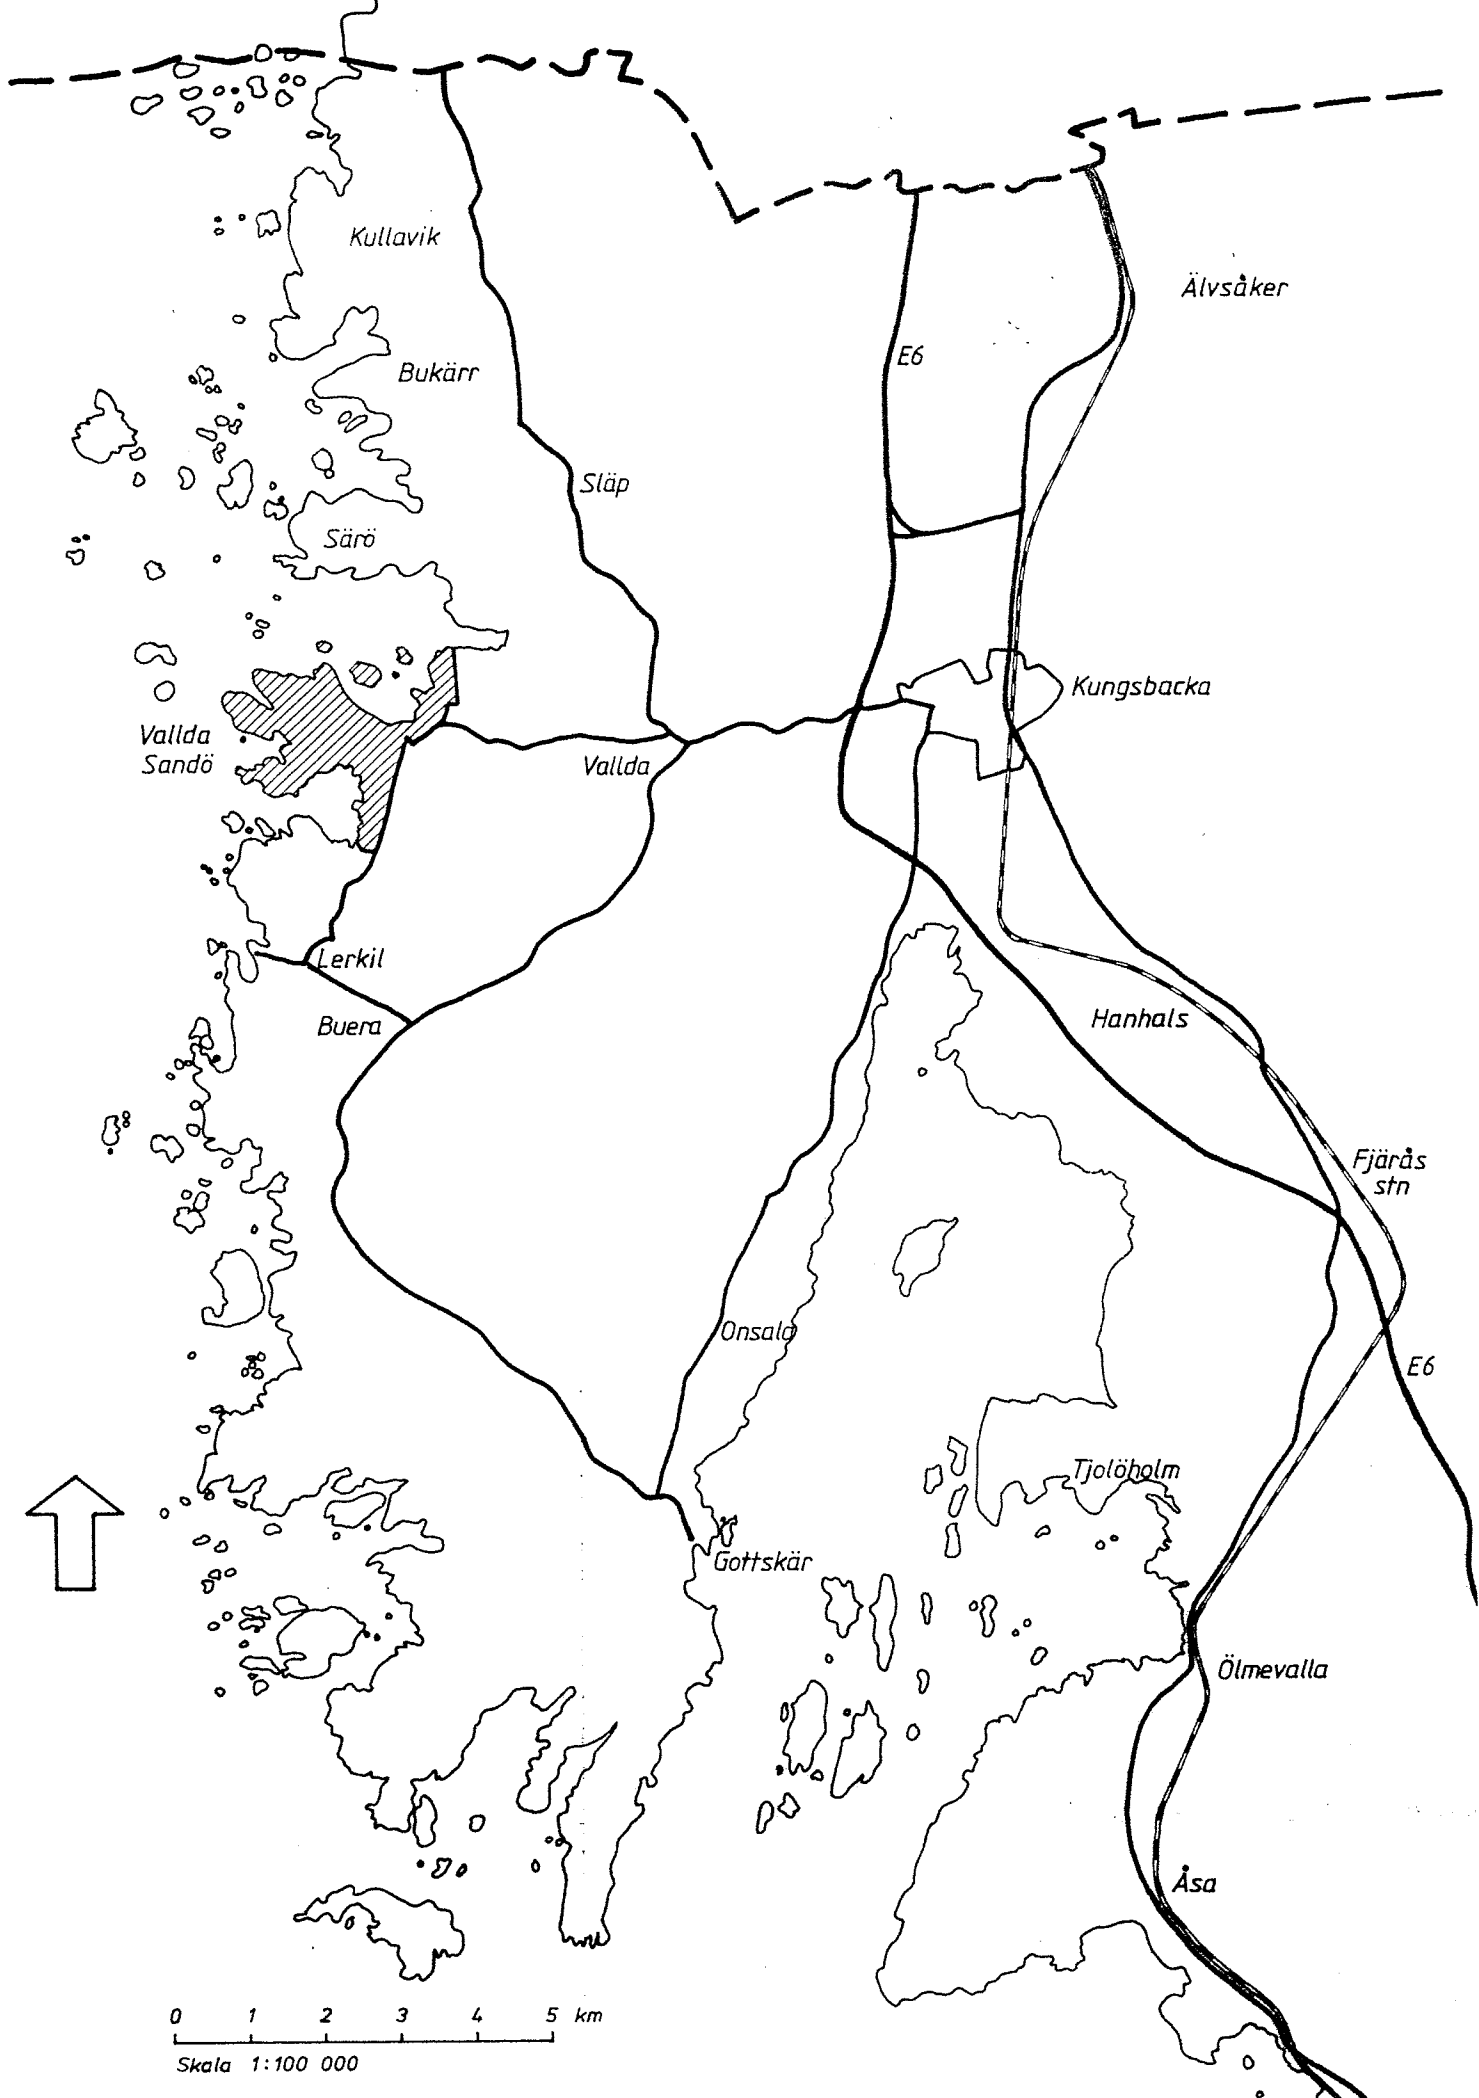 Kullavik
Älvsåker
E6
Bukärr
Släp
Särö
Kungsbacka
Vallda
Sandö
Vallda
Lerkil
Buera
Hanhals
Fjärås
stn
Onsala
E6
Tjolöholm
Gottskär
Ölmevalla
Åsa
0 1 2 3 4 5 km
Skala 1:100 000